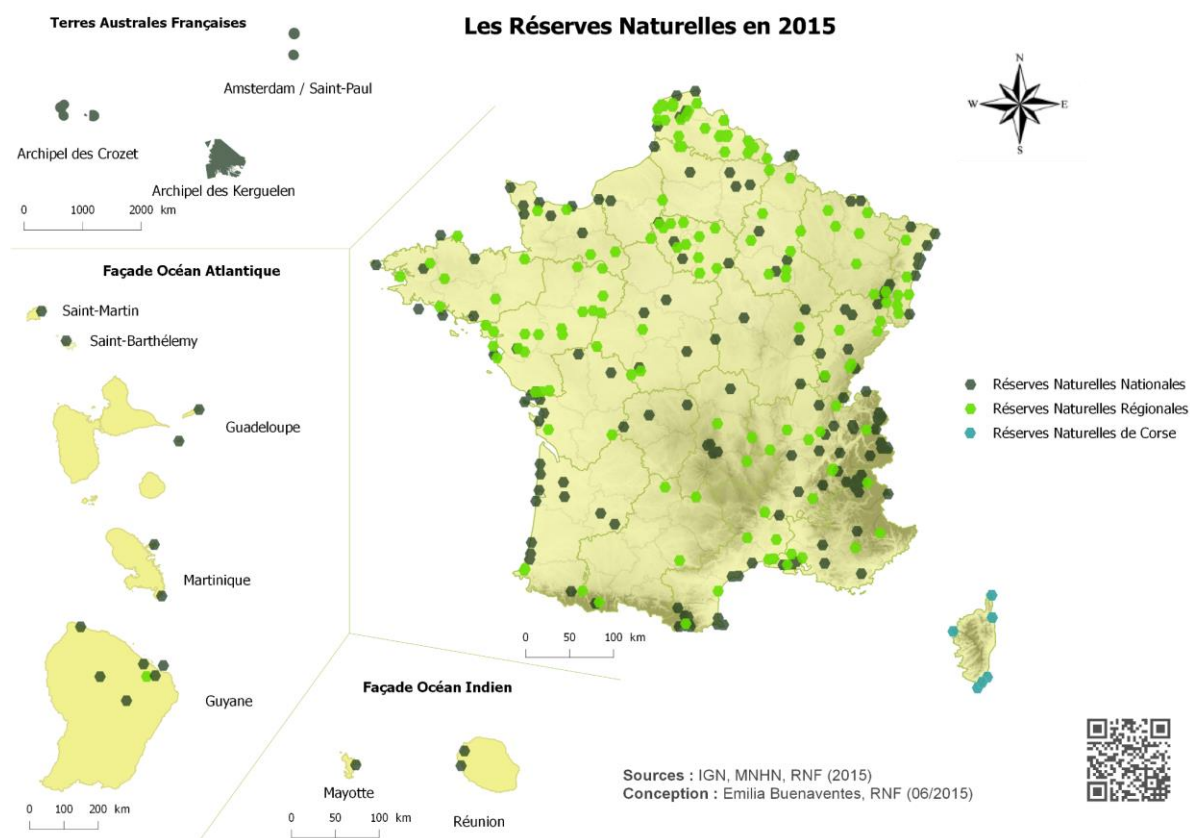 Les Réserves Naturelles en 2015
Terres Australes Françaises
Amsterdam / Saint-Paul
Archipel des Crozet
Archipel des Kerguelen
0 1000 2000 km
N
W E
S
Façade Océan Atlantique
Saint-Martin
Saint-Barthélemy
Guadeloupe
Martinique
Guyane
0 100 200 km
Réserves Naturelles Nationales
Réserves Naturelles Régionales
Réserves Naturelles de Corse
0 50 100 km
Façade Océan Indien
Mayotte
Réunion
0 50 100 km
Sources : IGN, MNHN, RNF (2015)
Conception : Emilia Buenaventes, RNF (06/2015)